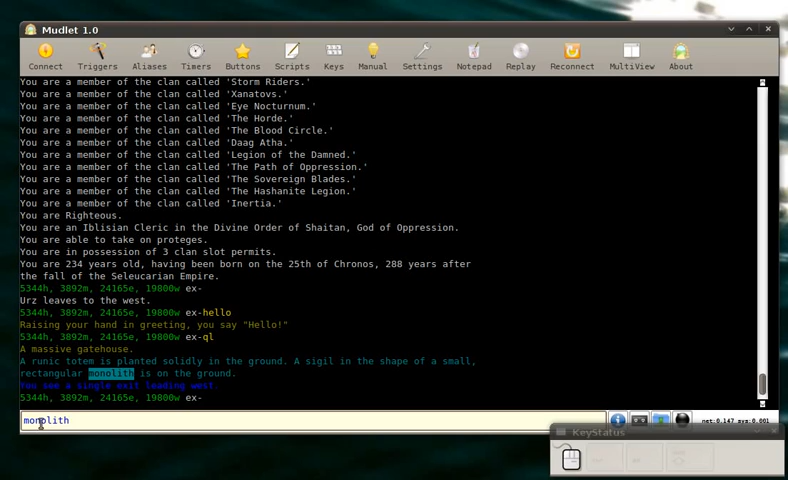 Mudlet 1.0
Connect Triggers Aliases Timers Buttons Scripts Keys Manual Settings Notepad Replay Reconnect MultiView About
You are a member of the clan called 'Storm Riders.'
You are a member of the clan called 'Xanatovs.'
You are a member of the clan called 'Eye Nocturnum.'
You are a member of the clan called 'The Horde.'
You are a member of the clan called 'The Blood Circle.'
You are a member of the clan called 'Daag Atha.'
You are a member of the clan called 'Legion of the Damned.'
You are a member of the clan called 'The Path of Oppression.'
You are a member of the clan called 'The Sovereign Blades.'
You are a member of the clan called 'The Hashanite Legion.'
You are a member of the clan called 'Inertia.'
You are Righteous.
You are an Iblisian Cleric in the Divine Order of Shaitan, God of Oppression.
You are able to take on proteges.
You are in possession of 3 clan slot permits.
You are 234 years old, having been born on the 25th of Chronos, 288 years after
the fall of the Seleucarian Empire.
5344h, 3892m, 24165e, 19800w ex-
Urz leaves to the west.
5344h, 3892m, 24165e, 19800w ex-hello
Raising your hand in greeting, you say "Hello!"
5344h, 3892m, 24165e, 19800w ex-ql
A massive gatehouse.
A runic totem is planted solidly in the ground. A sigil in the shape of a small,
rectangular monolith is on the ground.
You see a single exit leading west.
5344h, 3892m, 24165e, 19800w ex-
monolith
net:0.147 sys:0.001
KeyStatus